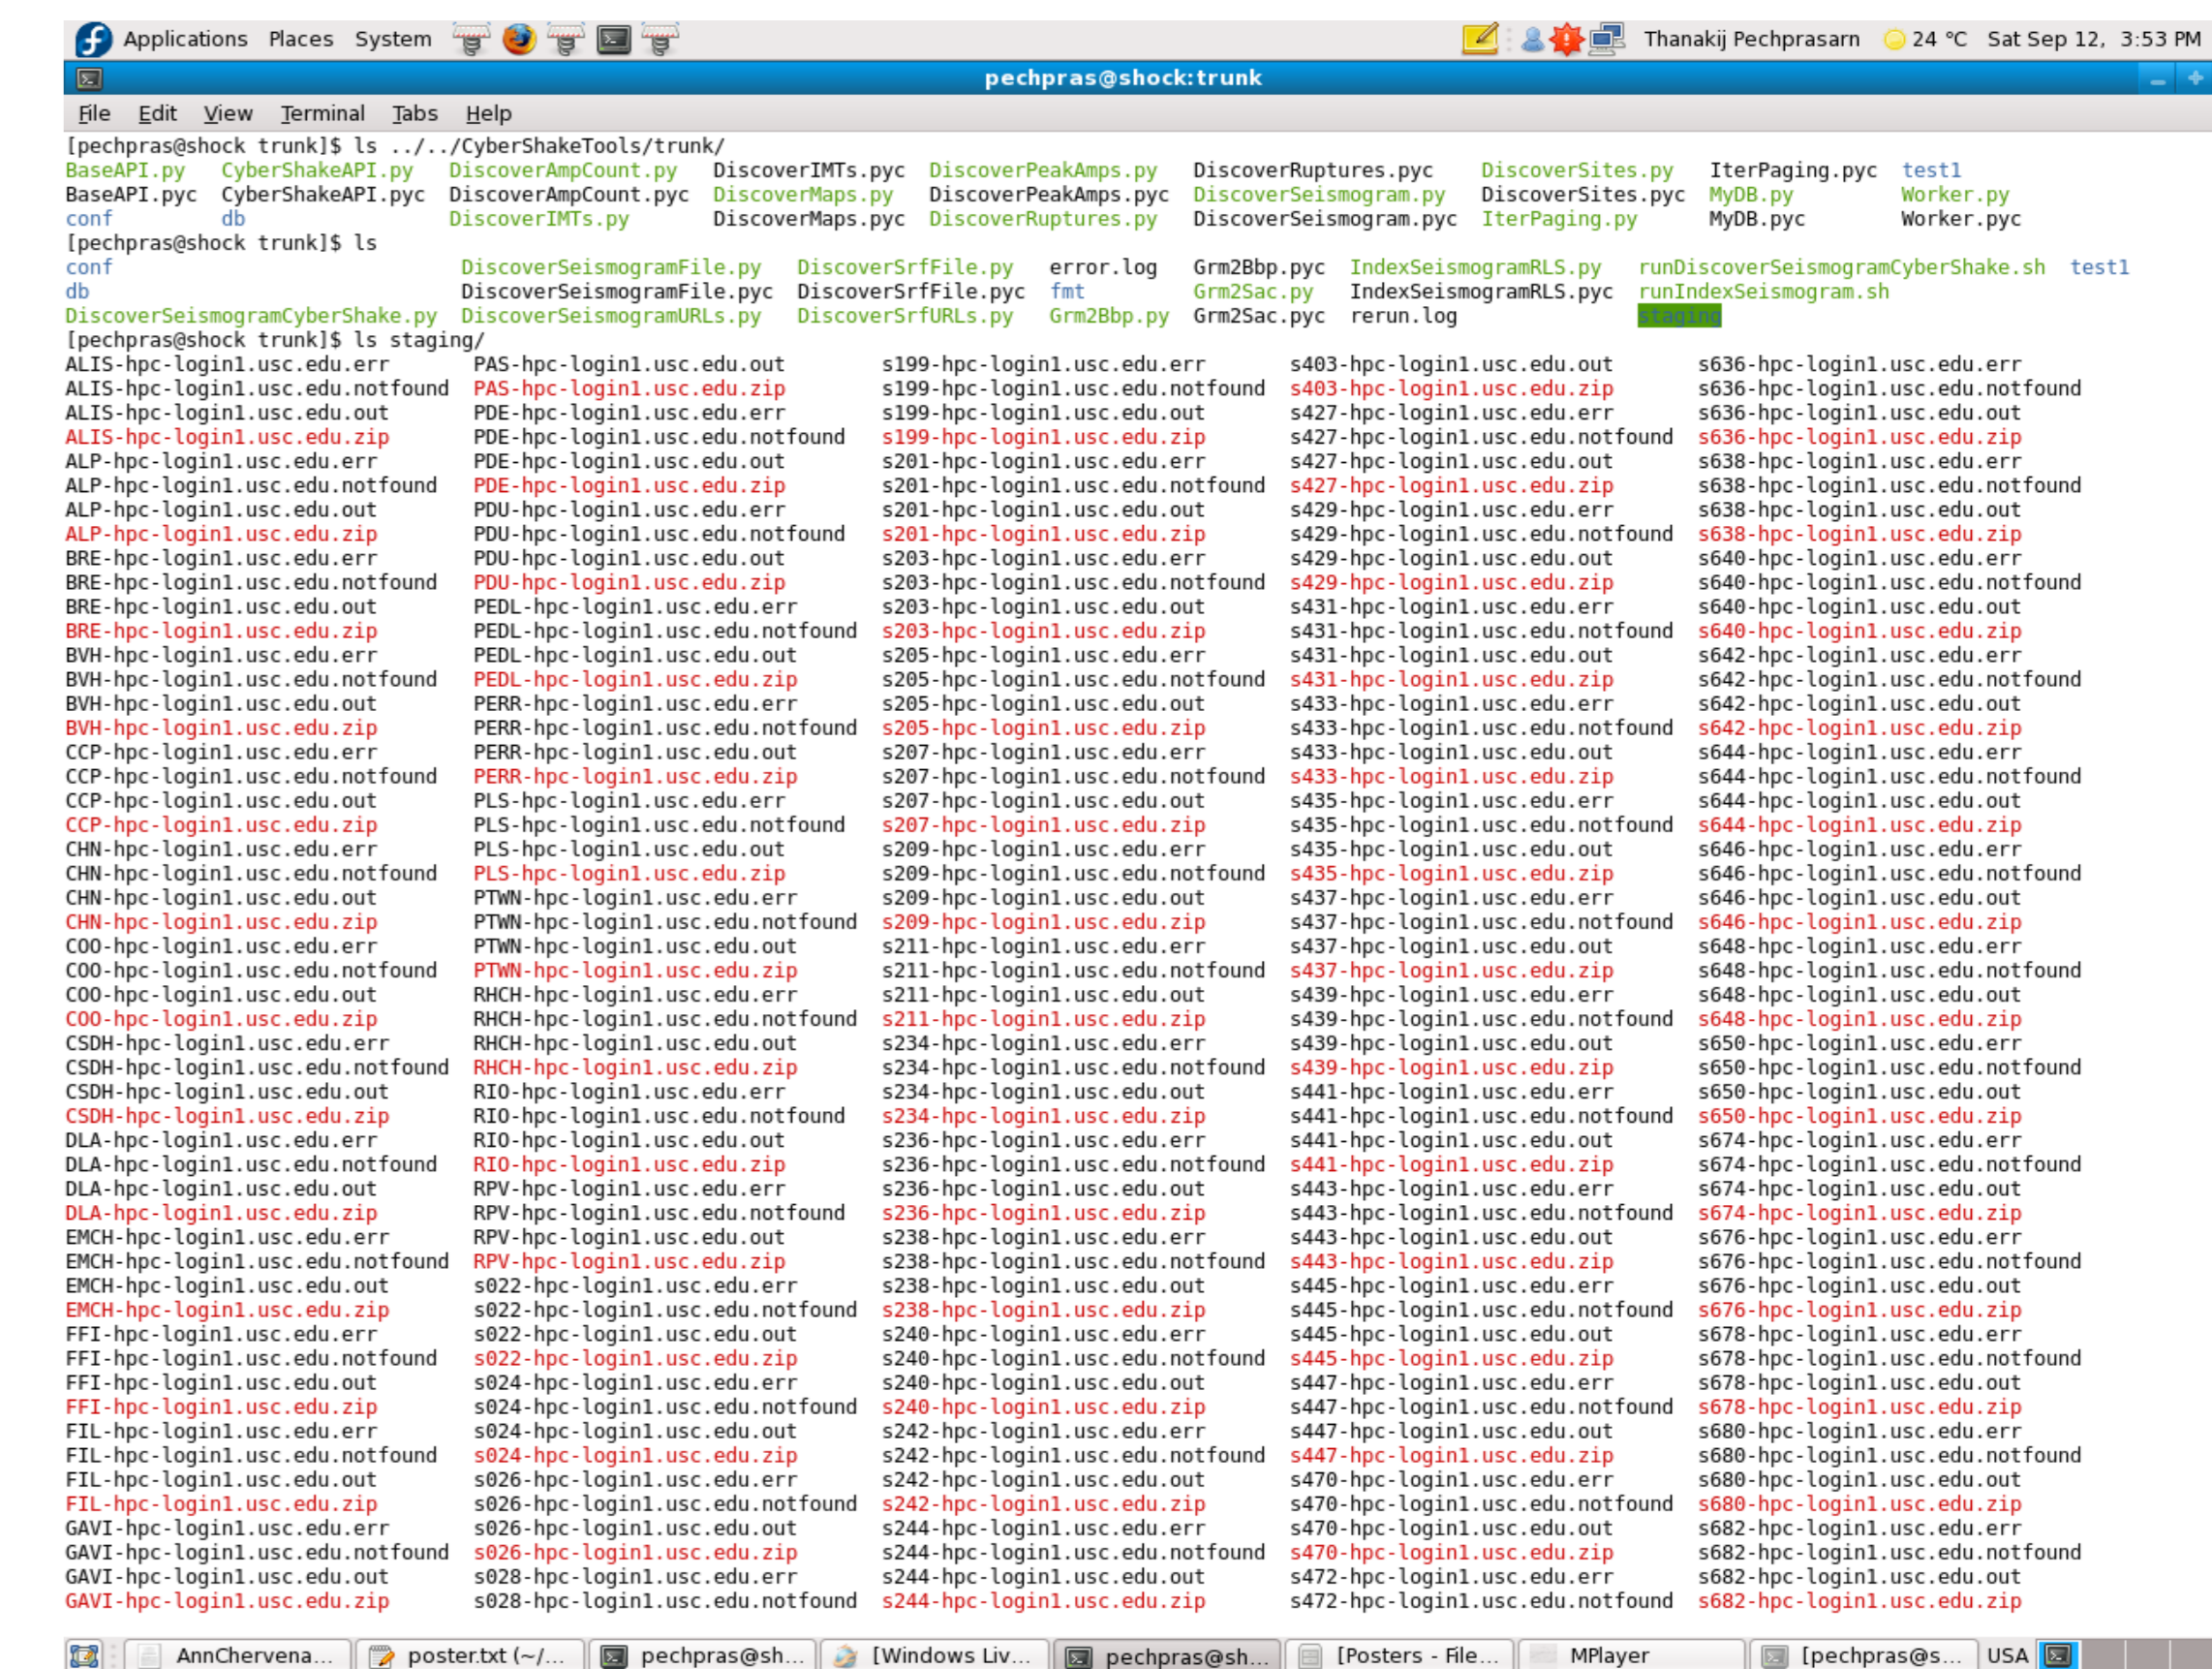 Applications Places System Thanakij Pechprasarn 24 °C Sat Sep 12, 3:53 PM
pechpras@shock:trunk
File Edit View Terminal Tabs Help
[pechpras@shock trunk]$ ls ../../CyberShakeTools/trunk/
BaseAPI.py CyberShakeAPI.py DiscoverAmpCount.py DiscoverIMTs.pyc DiscoverPeakAmps.py DiscoverRuptures.pyc DiscoverSites.py IterPaging.pyc test1
BaseAPI.pyc CyberShakeAPI.pyc DiscoverAmpCount.pyc DiscoverMaps.py DiscoverPeakAmps.pyc DiscoverSeismogram.py DiscoverSites.pyc MyDB.py Worker.py
conf db DiscoverIMTs.py DiscoverMaps.pyc DiscoverRuptures.py DiscoverSeismogram.pyc IterPaging.py MyDB.pyc Worker.pyc
[pechpras@shock trunk]$ ls
conf DiscoverSeismogramFile.py DiscoverSrfFile.py error.log Grm2Bbp.pyc IndexSeismogramRLS.py runDiscoverSeismogramCyberShake.sh test1
db DiscoverSeismogramFile.pyc DiscoverSrfFile.pyc fmt Grm2Sac.py IndexSeismogramRLS.pyc runIndexSeismogram.sh
DiscoverSeismogramCyberShake.py DiscoverSeismogramURLs.py DiscoverSrfURLs.py Grm2Bbp.py Grm2Sac.pyc rerun.log staging
[pechpras@shock trunk]$ ls staging/
ALIS-hpc-login1.usc.edu.err PAS-hpc-login1.usc.edu.out s199-hpc-login1.usc.edu.err s403-hpc-login1.usc.edu.out s636-hpc-login1.usc.edu.err
ALIS-hpc-login1.usc.edu.notfound PAS-hpc-login1.usc.edu.zip s199-hpc-login1.usc.edu.notfound s403-hpc-login1.usc.edu.zip s636-hpc-login1.usc.edu.notfound
ALIS-hpc-login1.usc.edu.out PDE-hpc-login1.usc.edu.err s199-hpc-login1.usc.edu.out s427-hpc-login1.usc.edu.err s636-hpc-login1.usc.edu.out
ALIS-hpc-login1.usc.edu.zip PDE-hpc-login1.usc.edu.notfound s199-hpc-login1.usc.edu.zip s427-hpc-login1.usc.edu.notfound s636-hpc-login1.usc.edu.zip
ALP-hpc-login1.usc.edu.err PDE-hpc-login1.usc.edu.out s201-hpc-login1.usc.edu.err s427-hpc-login1.usc.edu.out s638-hpc-login1.usc.edu.err
ALP-hpc-login1.usc.edu.notfound PDE-hpc-login1.usc.edu.zip s201-hpc-login1.usc.edu.notfound s427-hpc-login1.usc.edu.zip s638-hpc-login1.usc.edu.notfound
ALP-hpc-login1.usc.edu.out PDU-hpc-login1.usc.edu.err s201-hpc-login1.usc.edu.out s429-hpc-login1.usc.edu.err s638-hpc-login1.usc.edu.out
ALP-hpc-login1.usc.edu.zip PDU-hpc-login1.usc.edu.notfound s201-hpc-login1.usc.edu.zip s429-hpc-login1.usc.edu.notfound s638-hpc-login1.usc.edu.zip
BRE-hpc-login1.usc.edu.err PDU-hpc-login1.usc.edu.out s203-hpc-login1.usc.edu.err s429-hpc-login1.usc.edu.out s640-hpc-login1.usc.edu.err
BRE-hpc-login1.usc.edu.notfound PDU-hpc-login1.usc.edu.zip s203-hpc-login1.usc.edu.notfound s429-hpc-login1.usc.edu.zip s640-hpc-login1.usc.edu.notfound
BRE-hpc-login1.usc.edu.out PEDL-hpc-login1.usc.edu.err s203-hpc-login1.usc.edu.out s431-hpc-login1.usc.edu.err s640-hpc-login1.usc.edu.out
BRE-hpc-login1.usc.edu.zip PEDL-hpc-login1.usc.edu.notfound s203-hpc-login1.usc.edu.zip s431-hpc-login1.usc.edu.notfound s640-hpc-login1.usc.edu.zip
BVH-hpc-login1.usc.edu.err PEDL-hpc-login1.usc.edu.out s205-hpc-login1.usc.edu.err s431-hpc-login1.usc.edu.out s642-hpc-login1.usc.edu.err
BVH-hpc-login1.usc.edu.notfound PEDL-hpc-login1.usc.edu.zip s205-hpc-login1.usc.edu.notfound s431-hpc-login1.usc.edu.zip s642-hpc-login1.usc.edu.notfound
BVH-hpc-login1.usc.edu.out PERR-hpc-login1.usc.edu.err s205-hpc-login1.usc.edu.out s433-hpc-login1.usc.edu.err s642-hpc-login1.usc.edu.out
BVH-hpc-login1.usc.edu.zip PERR-hpc-login1.usc.edu.notfound s205-hpc-login1.usc.edu.zip s433-hpc-login1.usc.edu.notfound s642-hpc-login1.usc.edu.zip
CCP-hpc-login1.usc.edu.err PERR-hpc-login1.usc.edu.out s207-hpc-login1.usc.edu.err s433-hpc-login1.usc.edu.out s644-hpc-login1.usc.edu.err
CCP-hpc-login1.usc.edu.notfound PERR-hpc-login1.usc.edu.zip s207-hpc-login1.usc.edu.notfound s433-hpc-login1.usc.edu.zip s644-hpc-login1.usc.edu.notfound
CCP-hpc-login1.usc.edu.out PLS-hpc-login1.usc.edu.err s207-hpc-login1.usc.edu.out s435-hpc-login1.usc.edu.err s644-hpc-login1.usc.edu.out
CCP-hpc-login1.usc.edu.zip PLS-hpc-login1.usc.edu.notfound s207-hpc-login1.usc.edu.zip s435-hpc-login1.usc.edu.notfound s644-hpc-login1.usc.edu.zip
CHN-hpc-login1.usc.edu.err PLS-hpc-login1.usc.edu.out s209-hpc-login1.usc.edu.err s435-hpc-login1.usc.edu.out s646-hpc-login1.usc.edu.err
CHN-hpc-login1.usc.edu.notfound PLS-hpc-login1.usc.edu.zip s209-hpc-login1.usc.edu.notfound s435-hpc-login1.usc.edu.zip s646-hpc-login1.usc.edu.notfound
CHN-hpc-login1.usc.edu.out PTWN-hpc-login1.usc.edu.err s209-hpc-login1.usc.edu.out s437-hpc-login1.usc.edu.err s646-hpc-login1.usc.edu.out
CHN-hpc-login1.usc.edu.zip PTWN-hpc-login1.usc.edu.notfound s209-hpc-login1.usc.edu.zip s437-hpc-login1.usc.edu.notfound s646-hpc-login1.usc.edu.zip
COO-hpc-login1.usc.edu.err PTWN-hpc-login1.usc.edu.out s211-hpc-login1.usc.edu.err s437-hpc-login1.usc.edu.out s648-hpc-login1.usc.edu.err
COO-hpc-login1.usc.edu.notfound PTWN-hpc-login1.usc.edu.zip s211-hpc-login1.usc.edu.notfound s437-hpc-login1.usc.edu.zip s648-hpc-login1.usc.edu.notfound
COO-hpc-login1.usc.edu.out RHCH-hpc-login1.usc.edu.err s211-hpc-login1.usc.edu.out s439-hpc-login1.usc.edu.err s648-hpc-login1.usc.edu.out
COO-hpc-login1.usc.edu.zip RHCH-hpc-login1.usc.edu.notfound s211-hpc-login1.usc.edu.zip s439-hpc-login1.usc.edu.notfound s648-hpc-login1.usc.edu.zip
CSDH-hpc-login1.usc.edu.err RHCH-hpc-login1.usc.edu.out s234-hpc-login1.usc.edu.err s439-hpc-login1.usc.edu.out s650-hpc-login1.usc.edu.err
CSDH-hpc-login1.usc.edu.notfound RHCH-hpc-login1.usc.edu.zip s234-hpc-login1.usc.edu.notfound s439-hpc-login1.usc.edu.zip s650-hpc-login1.usc.edu.notfound
CSDH-hpc-login1.usc.edu.out RIO-hpc-login1.usc.edu.err s234-hpc-login1.usc.edu.out s441-hpc-login1.usc.edu.err s650-hpc-login1.usc.edu.out
CSDH-hpc-login1.usc.edu.zip RIO-hpc-login1.usc.edu.notfound s234-hpc-login1.usc.edu.zip s441-hpc-login1.usc.edu.notfound s650-hpc-login1.usc.edu.zip
DLA-hpc-login1.usc.edu.err RIO-hpc-login1.usc.edu.out s236-hpc-login1.usc.edu.err s441-hpc-login1.usc.edu.out s674-hpc-login1.usc.edu.err
DLA-hpc-login1.usc.edu.notfound RIO-hpc-login1.usc.edu.zip s236-hpc-login1.usc.edu.notfound s441-hpc-login1.usc.edu.zip s674-hpc-login1.usc.edu.notfound
DLA-hpc-login1.usc.edu.out RPV-hpc-login1.usc.edu.err s236-hpc-login1.usc.edu.out s443-hpc-login1.usc.edu.err s674-hpc-login1.usc.edu.out
DLA-hpc-login1.usc.edu.zip RPV-hpc-login1.usc.edu.notfound s236-hpc-login1.usc.edu.zip s443-hpc-login1.usc.edu.notfound s674-hpc-login1.usc.edu.zip
EMCH-hpc-login1.usc.edu.err RPV-hpc-login1.usc.edu.out s238-hpc-login1.usc.edu.err s443-hpc-login1.usc.edu.out s676-hpc-login1.usc.edu.err
EMCH-hpc-login1.usc.edu.notfound RPV-hpc-login1.usc.edu.zip s238-hpc-login1.usc.edu.notfound s443-hpc-login1.usc.edu.zip s676-hpc-login1.usc.edu.notfound
EMCH-hpc-login1.usc.edu.out s022-hpc-login1.usc.edu.err s238-hpc-login1.usc.edu.out s445-hpc-login1.usc.edu.err s676-hpc-login1.usc.edu.out
EMCH-hpc-login1.usc.edu.zip s022-hpc-login1.usc.edu.notfound s238-hpc-login1.usc.edu.zip s445-hpc-login1.usc.edu.notfound s676-hpc-login1.usc.edu.zip
FFI-hpc-login1.usc.edu.err s022-hpc-login1.usc.edu.out s240-hpc-login1.usc.edu.err s445-hpc-login1.usc.edu.out s678-hpc-login1.usc.edu.err
FFI-hpc-login1.usc.edu.notfound s022-hpc-login1.usc.edu.zip s240-hpc-login1.usc.edu.notfound s445-hpc-login1.usc.edu.zip s678-hpc-login1.usc.edu.notfound
FFI-hpc-login1.usc.edu.out s024-hpc-login1.usc.edu.err s240-hpc-login1.usc.edu.out s447-hpc-login1.usc.edu.err s678-hpc-login1.usc.edu.out
FFI-hpc-login1.usc.edu.zip s024-hpc-login1.usc.edu.notfound s240-hpc-login1.usc.edu.zip s447-hpc-login1.usc.edu.notfound s678-hpc-login1.usc.edu.zip
FIL-hpc-login1.usc.edu.err s024-hpc-login1.usc.edu.out s242-hpc-login1.usc.edu.err s447-hpc-login1.usc.edu.out s680-hpc-login1.usc.edu.err
FIL-hpc-login1.usc.edu.notfound s024-hpc-login1.usc.edu.zip s242-hpc-login1.usc.edu.notfound s447-hpc-login1.usc.edu.zip s680-hpc-login1.usc.edu.notfound
FIL-hpc-login1.usc.edu.out s026-hpc-login1.usc.edu.err s242-hpc-login1.usc.edu.out s470-hpc-login1.usc.edu.err s680-hpc-login1.usc.edu.out
FIL-hpc-login1.usc.edu.zip s026-hpc-login1.usc.edu.notfound s242-hpc-login1.usc.edu.zip s470-hpc-login1.usc.edu.notfound s680-hpc-login1.usc.edu.zip
GAVI-hpc-login1.usc.edu.err s026-hpc-login1.usc.edu.out s244-hpc-login1.usc.edu.err s470-hpc-login1.usc.edu.out s682-hpc-login1.usc.edu.err
GAVI-hpc-login1.usc.edu.notfound s026-hpc-login1.usc.edu.zip s244-hpc-login1.usc.edu.notfound s470-hpc-login1.usc.edu.zip s682-hpc-login1.usc.edu.notfound
GAVI-hpc-login1.usc.edu.out s028-hpc-login1.usc.edu.err s244-hpc-login1.usc.edu.out s472-hpc-login1.usc.edu.err s682-hpc-login1.usc.edu.out
GAVI-hpc-login1.usc.edu.zip s028-hpc-login1.usc.edu.notfound s244-hpc-login1.usc.edu.zip s472-hpc-login1.usc.edu.notfound s682-hpc-login1.usc.edu.zip
AnnChervena... poster.txt (~/... pechpras@sh... [Windows Liv... pechpras@sh... [Posters - File... MPlayer [pechpras@s... USA